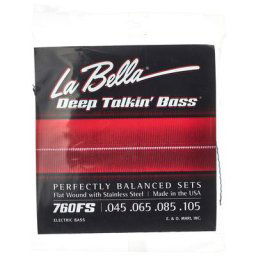 La Bella
Deep Talkin' Bass
PERFECTLY BALANCED SETS
760FS Flat Wound with Stainless Steel | Made in the USA
.045 .065 .085 .105
ELECTRIC BASS
E. & O. MARI, INC.